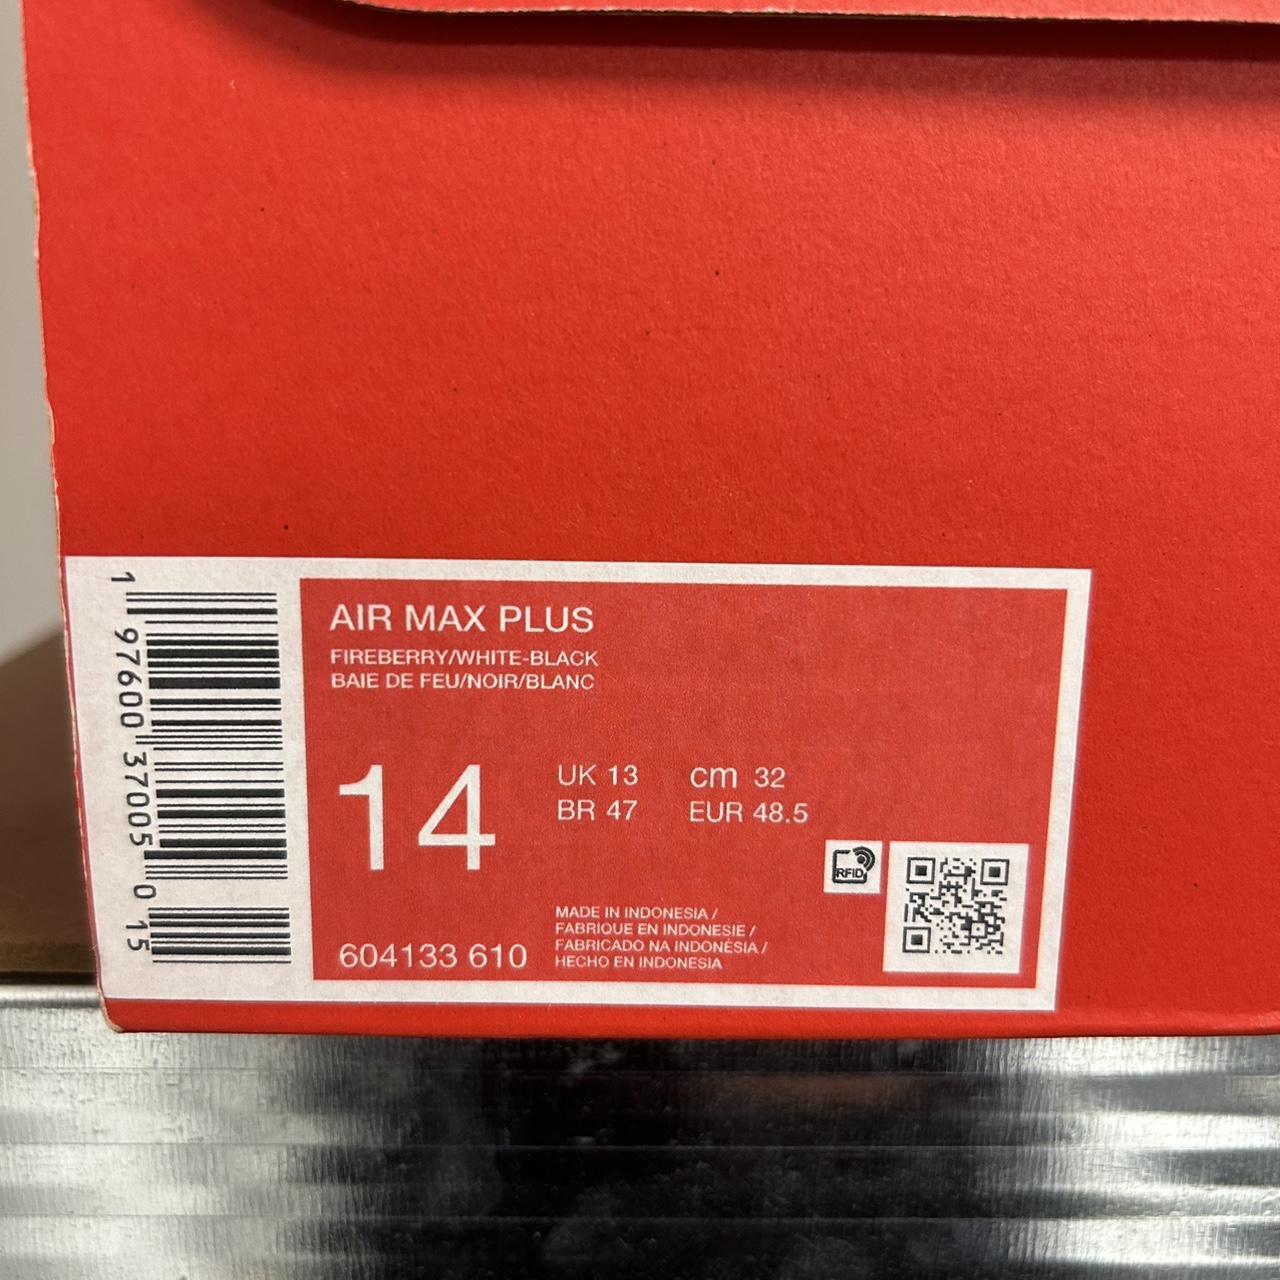 AIR MAX PLUS
FIREBERRY/WHITE-BLACK
BAIE DE FEU/NOIR/BLANC
14
UK 13 cm 32
BR 47 EUR 48.5
RFID
604133 610
MADE IN INDONESIA /
FABRIQUE EN INDONESIE /
FABRICADO NA INDONÉSIA /
HECHO EN INDONESIA
1 97600 37005 0 15